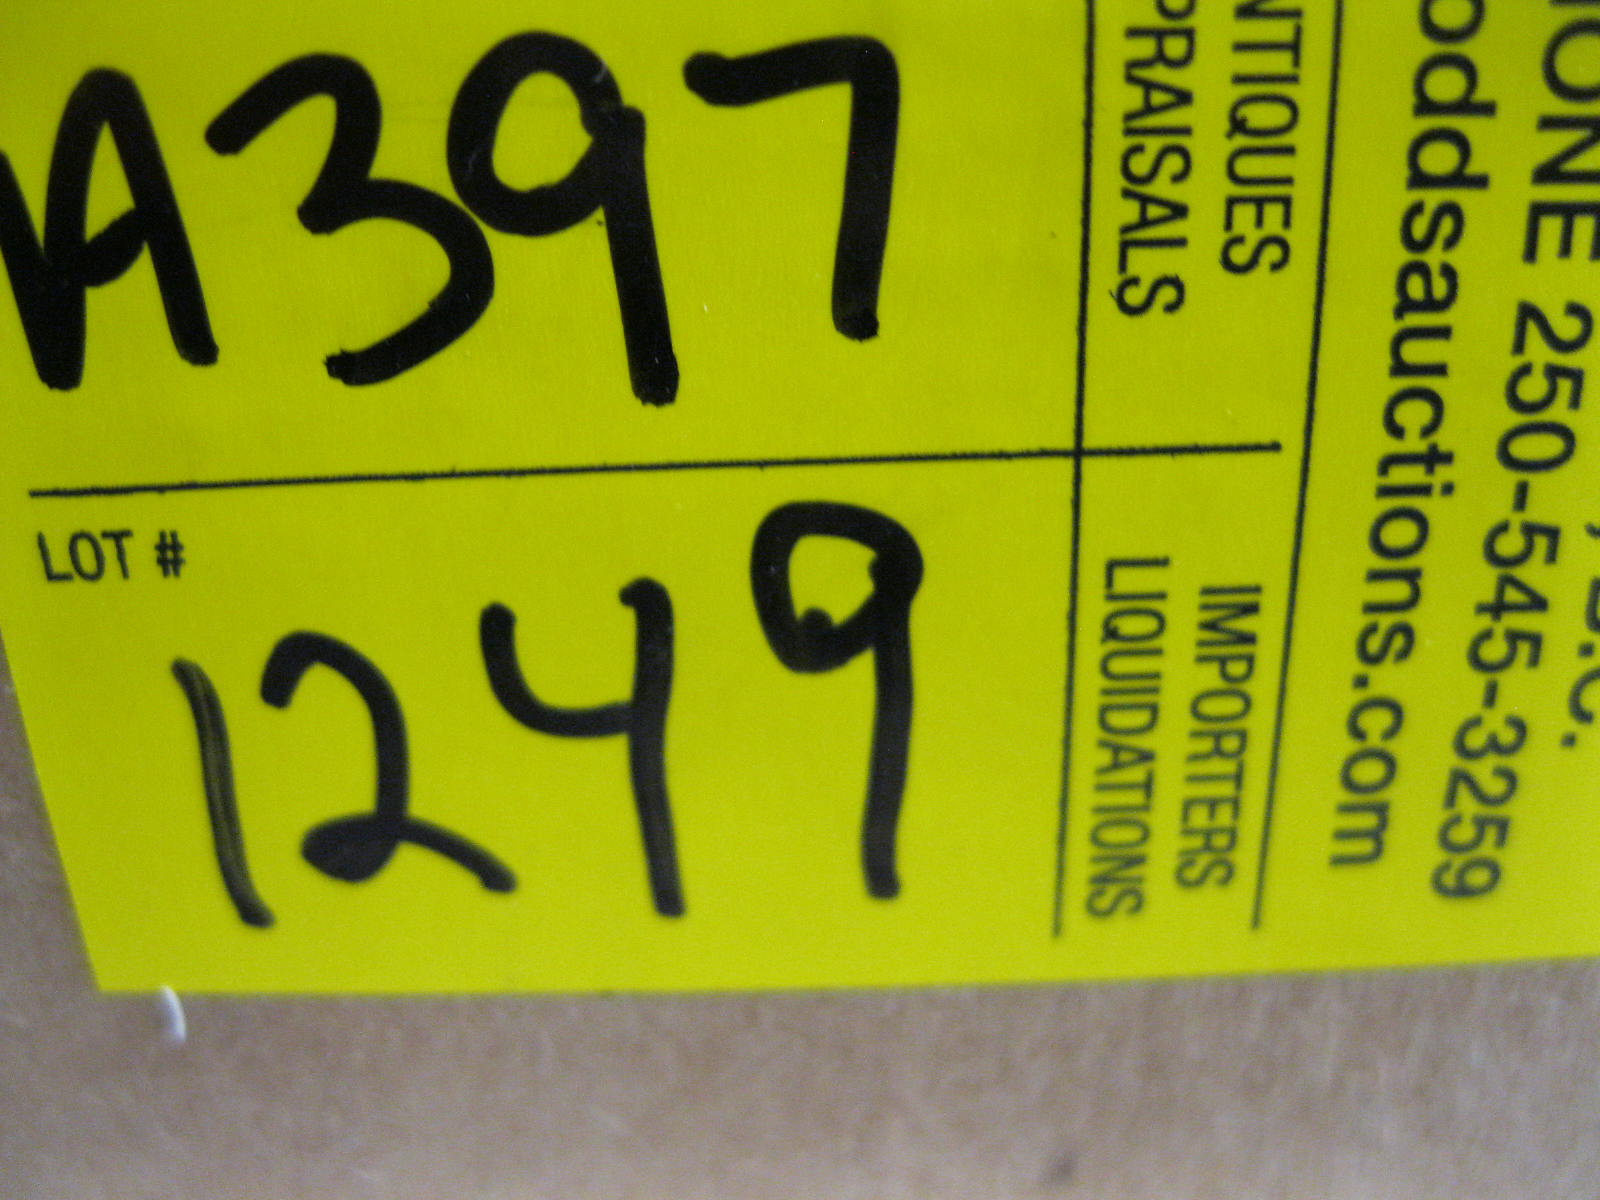 A397
LOT #
1249
NTIQUES
PRAISALS
IMPORTERS
LIQUIDATIONS
ONE 250-545-3259
oddsauctions.com